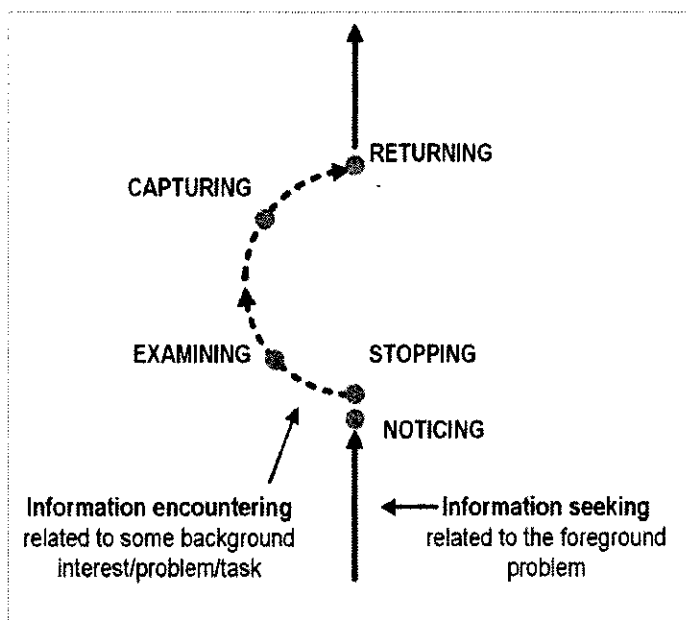 RETURNING
CAPTURING
EXAMINING
STOPPING
NOTICING
Information encountering
related to some background
interest/problem/task
Information seeking
related to the foreground
problem